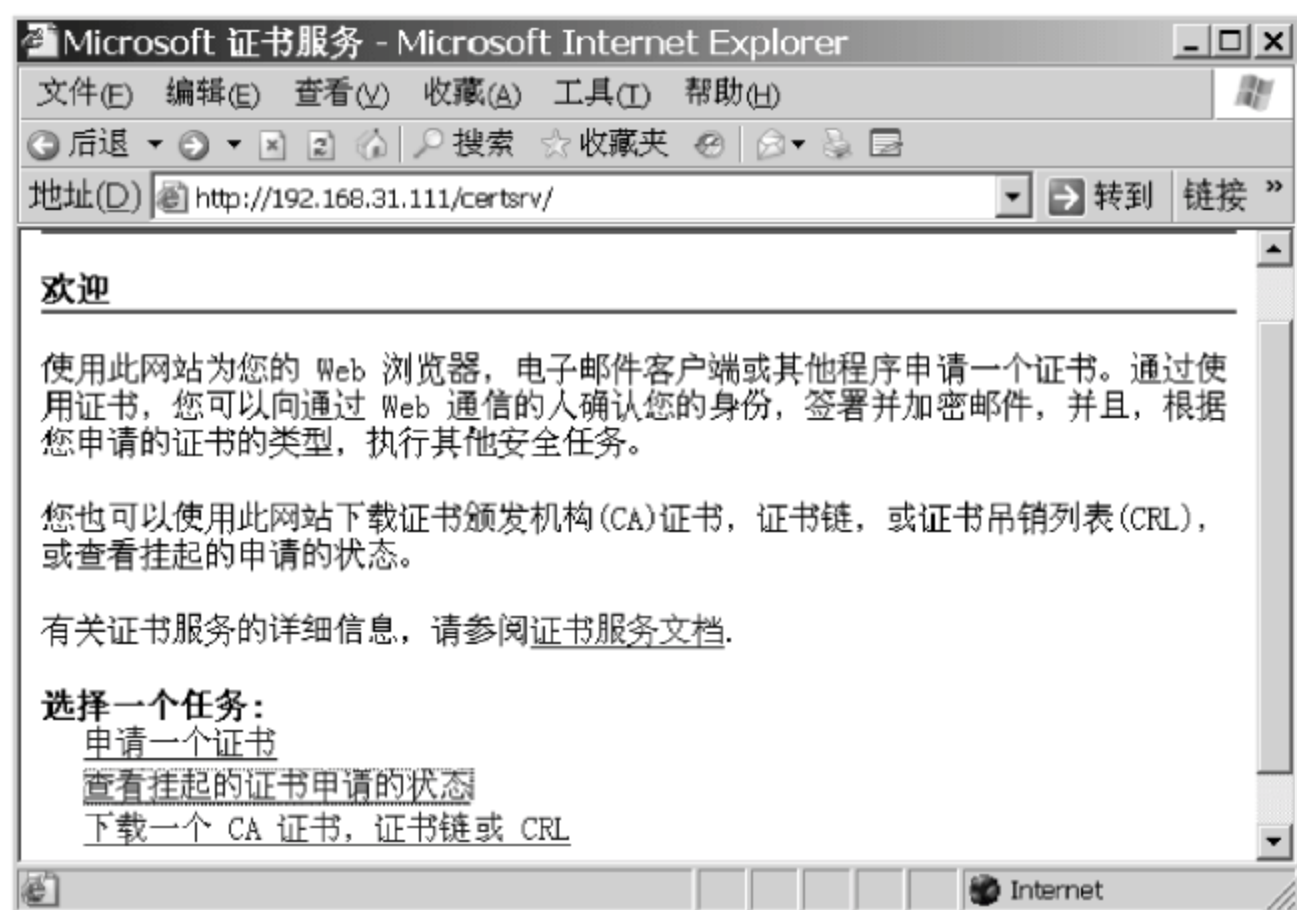 Microsoft 证书服务 - Microsoft Internet Explorer
文件(F) 编辑(E) 查看(V) 收藏(A) 工具(T) 帮助(H)
后退 搜索 收藏夹
地址(D) http://192.168.31.111/certsrv/ 转到 链接 »
欢迎
使用此网站为您的 Web 浏览器，电子邮件客户端或其他程序申请一个证书。通过使
用证书，您可以向通过 Web 通信的人确认您的身份，签署并加密邮件，并且，根据
您申请的证书的类型，执行其他安全任务。
您也可以使用此网站下载证书颁发机构(CA)证书，证书链，或证书吊销列表(CRL)，
或查看挂起的申请的状态。
有关证书服务的详细信息，请参阅证书服务文档.
选择一个任务:
申请一个证书
查看挂起的证书申请的状态
下载一个 CA 证书，证书链或 CRL
Internet